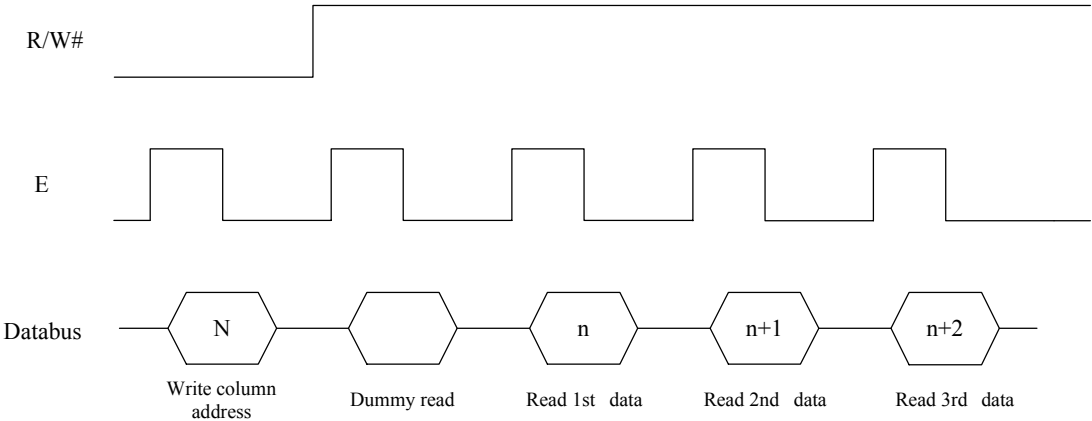 R/W#
E
Databus
N
n
n+1
n+2
Write column
address
Dummy read
Read 1st data
Read 2nd data
Read 3rd data